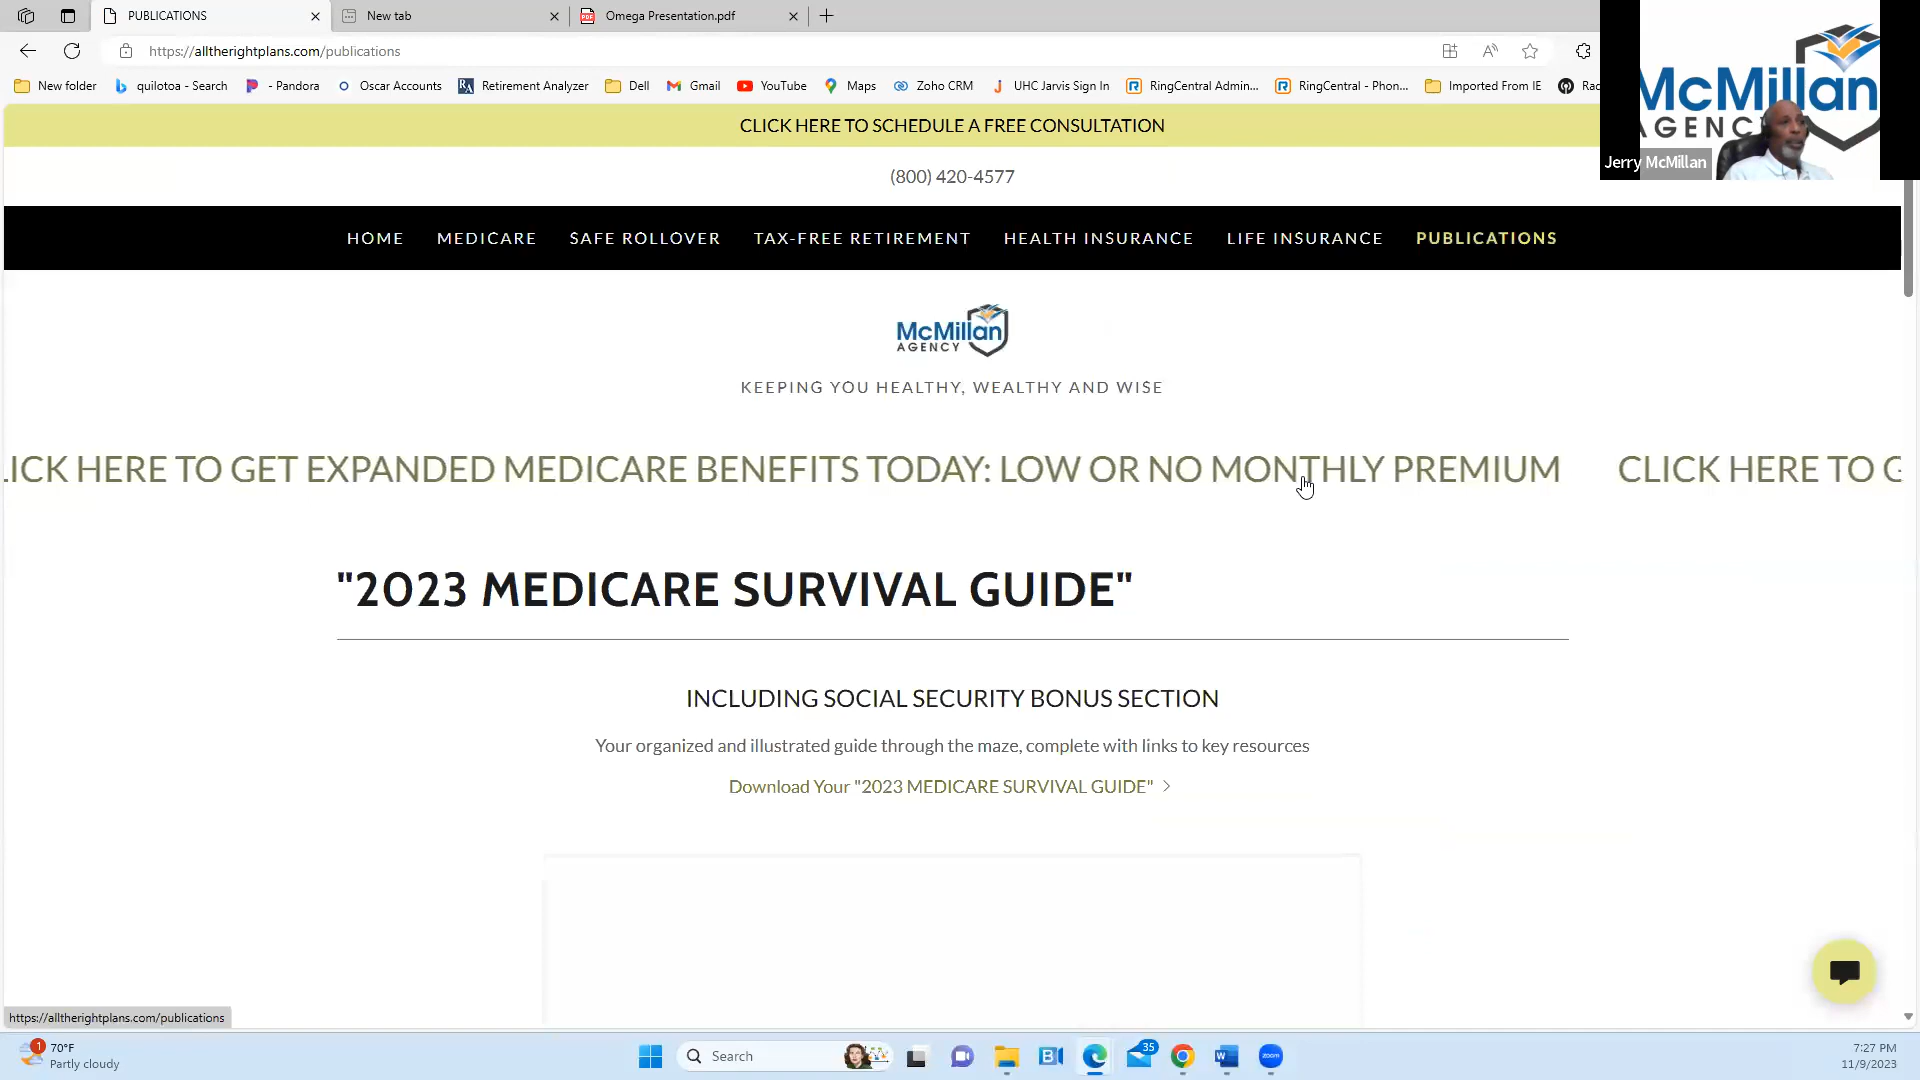 PUBLICATIONS
New tab
Omega Presentation.pdf
https://alltherightplans.com/publications
New folder
quilotoa - Search
- Pandora
Oscar Accounts
RA
Retirement Analyzer
Dell
Gmail
YouTube
Maps
Zoho CRM
UHC Jarvis Sign In
RingCentral Admin...
RingCentral - Phon...
Imported From IE
McMillan
AGENC
Jerry McMillan
CLICK HERE TO SCHEDULE A FREE CONSULTATION
(800) 420-4577
HOME
MEDICARE
SAFE ROLLOVER
TAX-FREE RETIREMENT
HEALTH INSURANCE
LIFE INSURANCE
PUBLICATIONS
McMillan
AGENCY
KEEPING YOU HEALTHY, WEALTHY AND WISE
LICK HERE TO GET EXPANDED MEDICARE BENEFITS TODAY: LOW OR NO MONTHLY PREMIUM CLICK HERE TO G
"2023 MEDICARE SURVIVAL GUIDE"
INCLUDING SOCIAL SECURITY BONUS SECTION
Your organized and illustrated guide through the maze, complete with links to key resources
Download Your "2023 MEDICARE SURVIVAL GUIDE"
https://alltherightplans.com/publications
1
70°F
Partly cloudy
Search
35
zoom
7:27 PM
11/9/2023